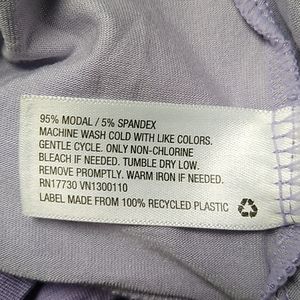 95% MODAL / 5% SPANDEX
MACHINE WASH COLD WITH LIKE COLORS.
GENTLE CYCLE. ONLY NON-CHLORINE
BLEACH IF NEEDED. TUMBLE DRY LOW.
REMOVE PROMPTLY. WARM IRON IF NEEDED.
RN17730 VN1300110
LABEL MADE FROM 100% RECYCLED PLASTIC